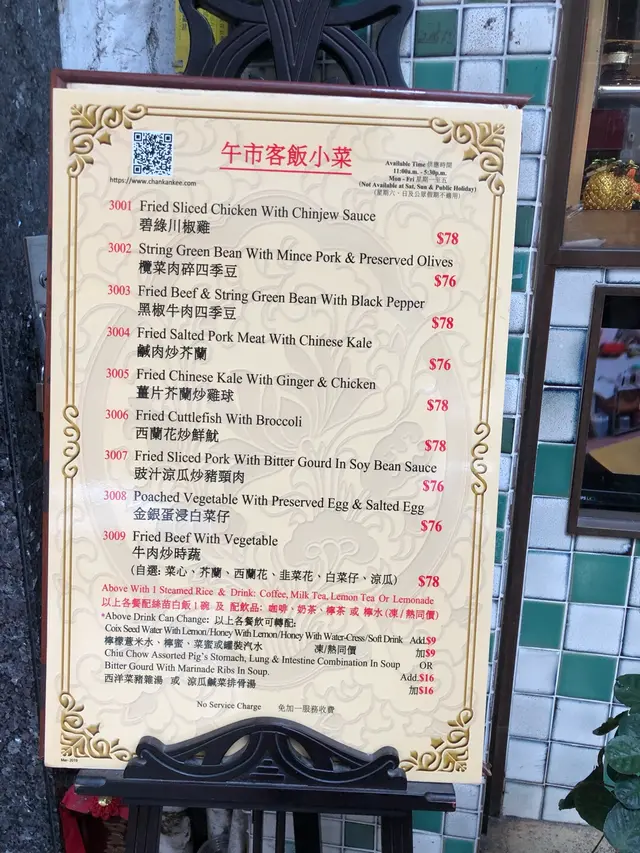 午市客飯小菜
Available Time 供應時間
11:00a.m. - 5:30p.m.
Mon - Fri 星期一至五
(Not Available at Sat, Sun & Public Holiday)
(星期六、日及公眾假期不適用)
https://www.chankankee.com
3001 Fried Sliced Chicken With Chinjew Sauce
碧綠川椒雞
$78
3002 String Green Bean With Mince Pork & Preserved Olives
欖菜肉碎四季豆
$76
3003 Fried Beef & String Green Bean With Black Pepper
黑椒牛肉四季豆
$78
3004 Fried Salted Pork Meat With Chinese Kale
鹹肉炒芥蘭
$76
3005 Fried Chinese Kale With Ginger & Chicken
薑片芥蘭炒雞球
$78
3006 Fried Cuttlefish With Broccoli
西蘭花炒鮮魷
$78
3007 Fried Sliced Pork With Bitter Gourd In Soy Bean Sauce
豉汁涼瓜炒豬頸肉
$76
3008 Poached Vegetable With Preserved Egg & Salted Egg
金銀蛋浸白菜仔
$76
3009 Fried Beef With Vegetable
牛肉炒時蔬
(自選: 菜心、芥蘭、西蘭花、韭菜花、白菜仔、涼瓜) $78
Above With 1 Steamed Rice & Drink: Coffee, Milk Tea, Lemon Tea Or Lemonade
以上各餐配絲苗白飯1碗 及 配飲品: 咖啡, 奶茶、檸茶 或 檸水(凍/熱同價)
*Above Drink Can Change: 以上各餐飲可轉配:
Coix Seed Water With Lemon/Honey With Lemon/Honey With Water-Cress/Soft Drink Add.$9
檸檬薏米水、檸蜜、菜蜜或罐裝汽水 凍/熱同價 加$9
Chiu Chow Assorted Pig's Stomach, Lung & Intestine Combination In Soup OR
Bitter Gourd With Marinade Ribs In Soup. Add.$16
西洋菜豬雜湯 或 涼瓜鹹菜排骨湯 加$16
No Service Charge 免加一服務收費
Mar-2018